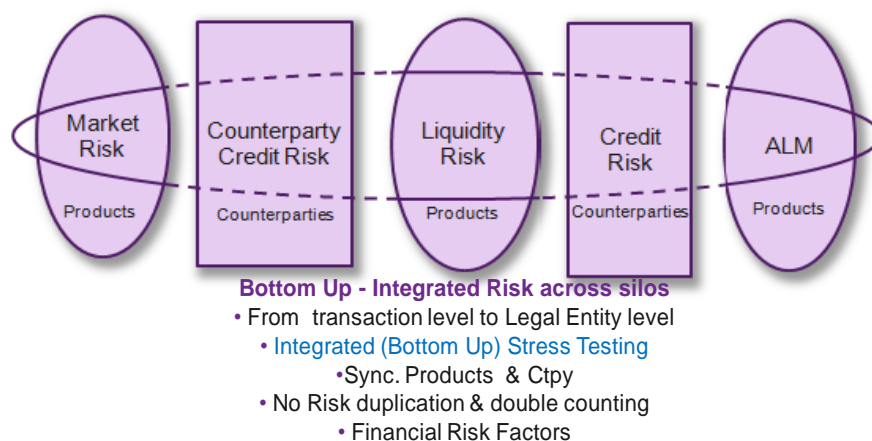 Market
Risk
Products
Counterparty
Credit Risk
Counterparties
Liquidity
Risk
Products
Credit
Risk
Counterparties
ALM
Products
Bottom Up - Integrated Risk across silos
• From transaction level to Legal Entity level
• Integrated (Bottom Up) Stress Testing
•Sync. Products & Ctpy
• No Risk duplication & double counting
• Financial Risk Factors